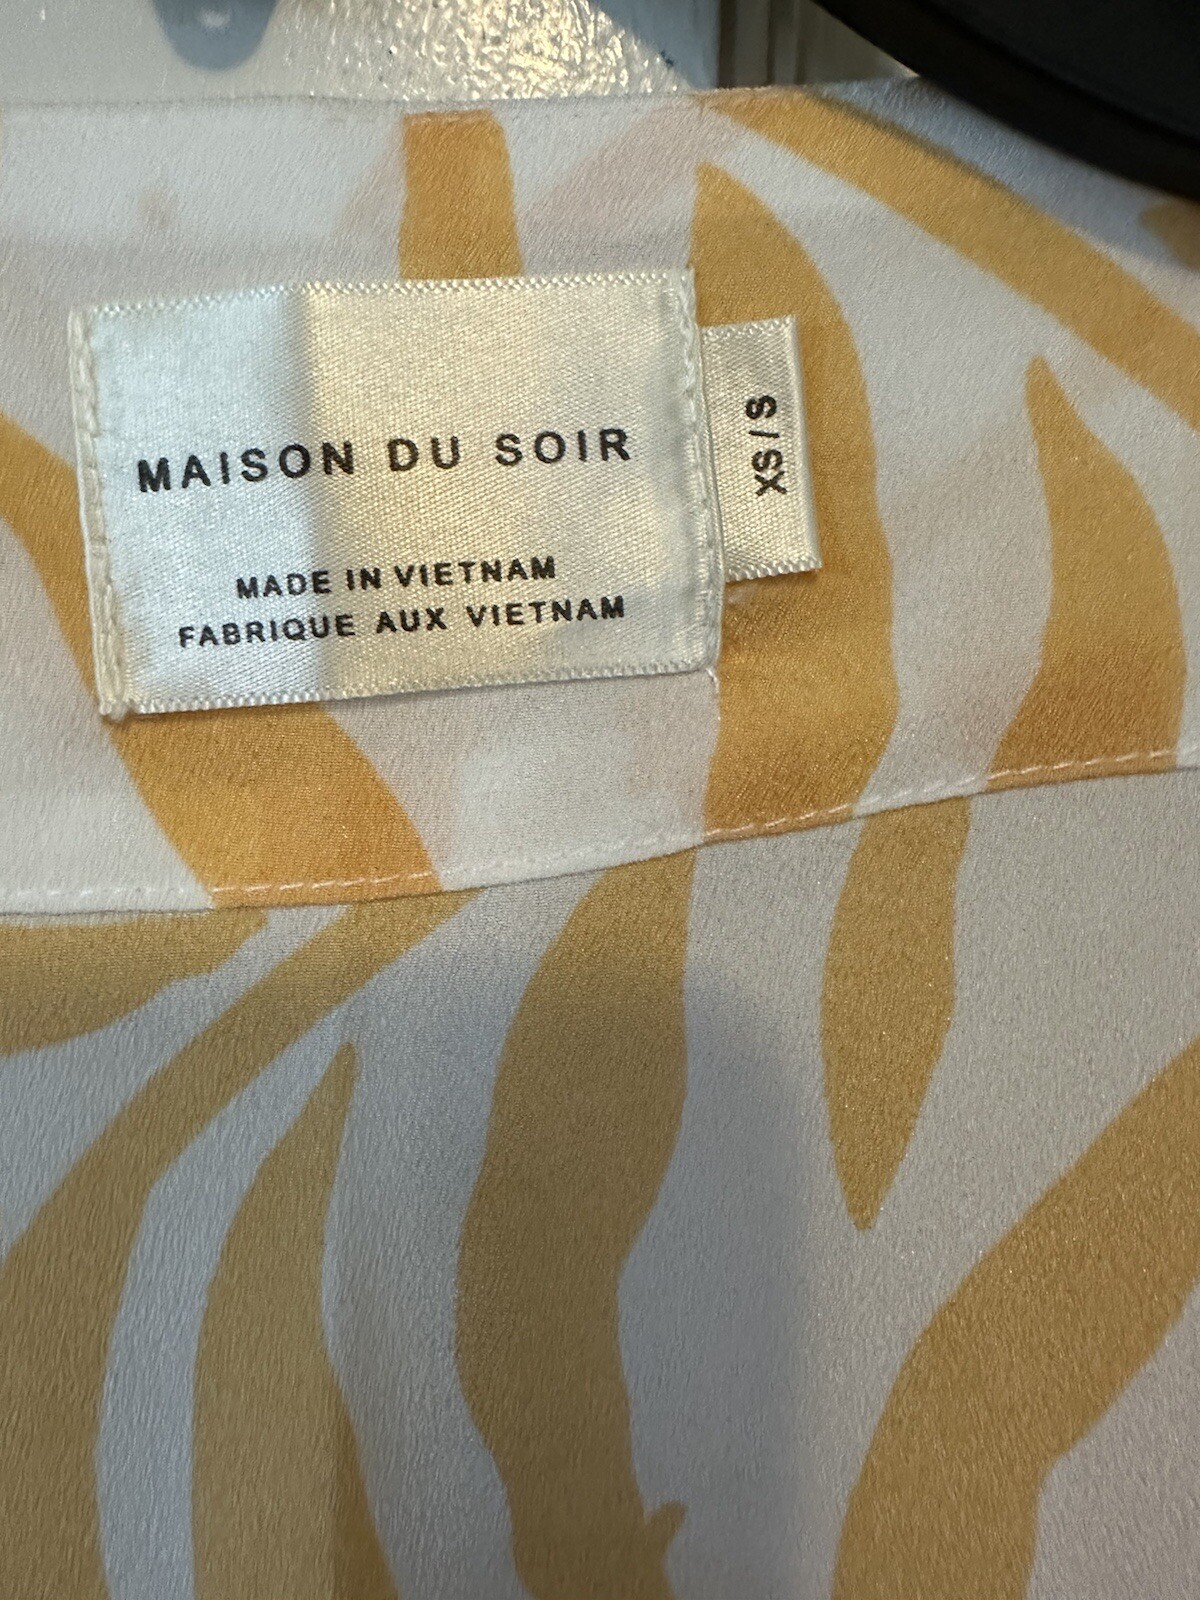 MAISON DU SOIR
MADE IN VIETNAM
FABRIQUE AUX VIETNAM
XS/S